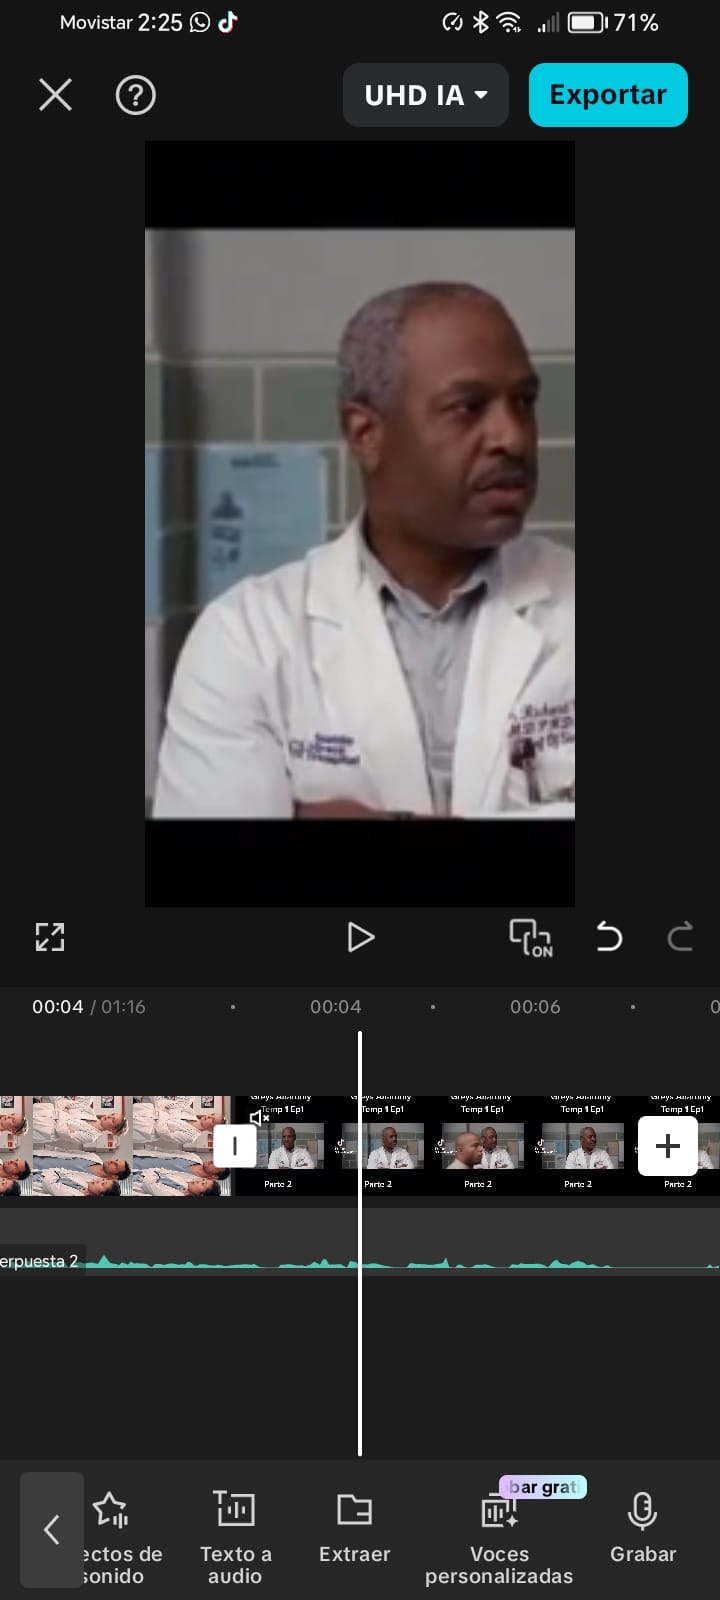 Movistar 2:25 71%
UHD IA Exportar
00:04 / 01:16 00:04 00:06
Temp 1 Ep1
Temp 1 Ep1
Temp 1 Ep1
Temp 1 Ep1
Temp 1 Ep1
Parte 2
Parte 2
Parte 2
Parte 2
Parte 2
erpuesta 2
bar grat
ectos de
sonido
Texto a
audio
Extraer
Voces
personalizadas
Grabar
ON